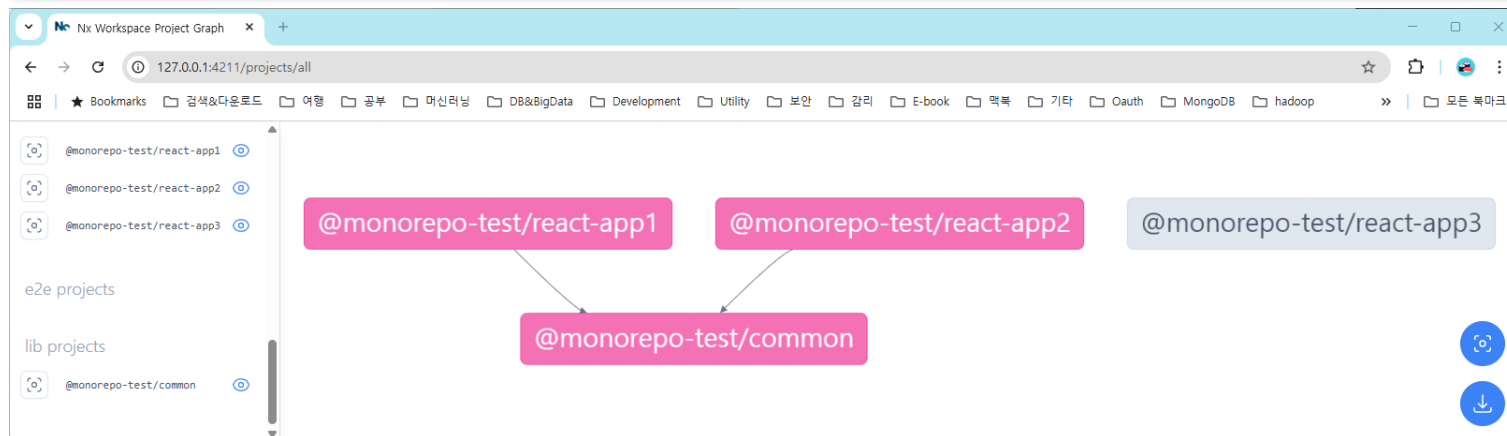 Nx Workspace Project Graph
127.0.0.1:4211/projects/all
Bookmarks 검색&다운로드 여행 공부 머신러닝 DB&BigData Development Utility 보안 감리 E-book 맥북 기타 Oauth MongoDB hadoop » 모든 북마크
@monorepo-test/react-app1
@monorepo-test/react-app2
@monorepo-test/react-app3
e2e projects
lib projects
@monorepo-test/common
@monorepo-test/react-app1 @monorepo-test/react-app2 @monorepo-test/react-app3
@monorepo-test/common